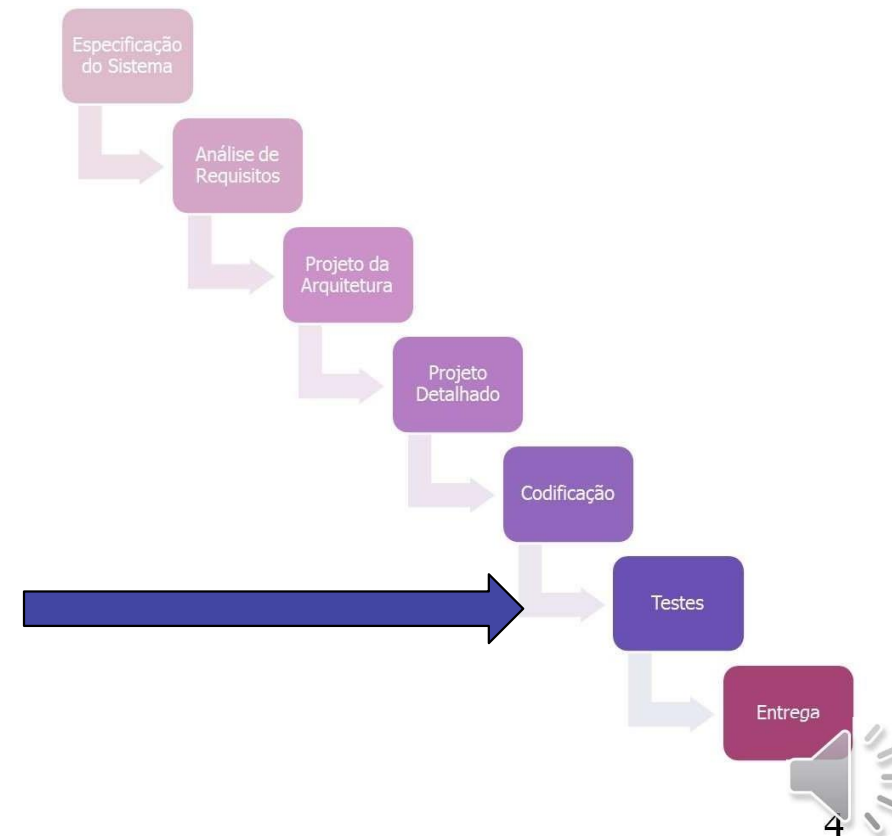 Especificação
do Sistema
Análise de
Requisitos
Projeto da
Arquitetura
Projeto
Detalhado
Codificação
Testes
Entrega
4